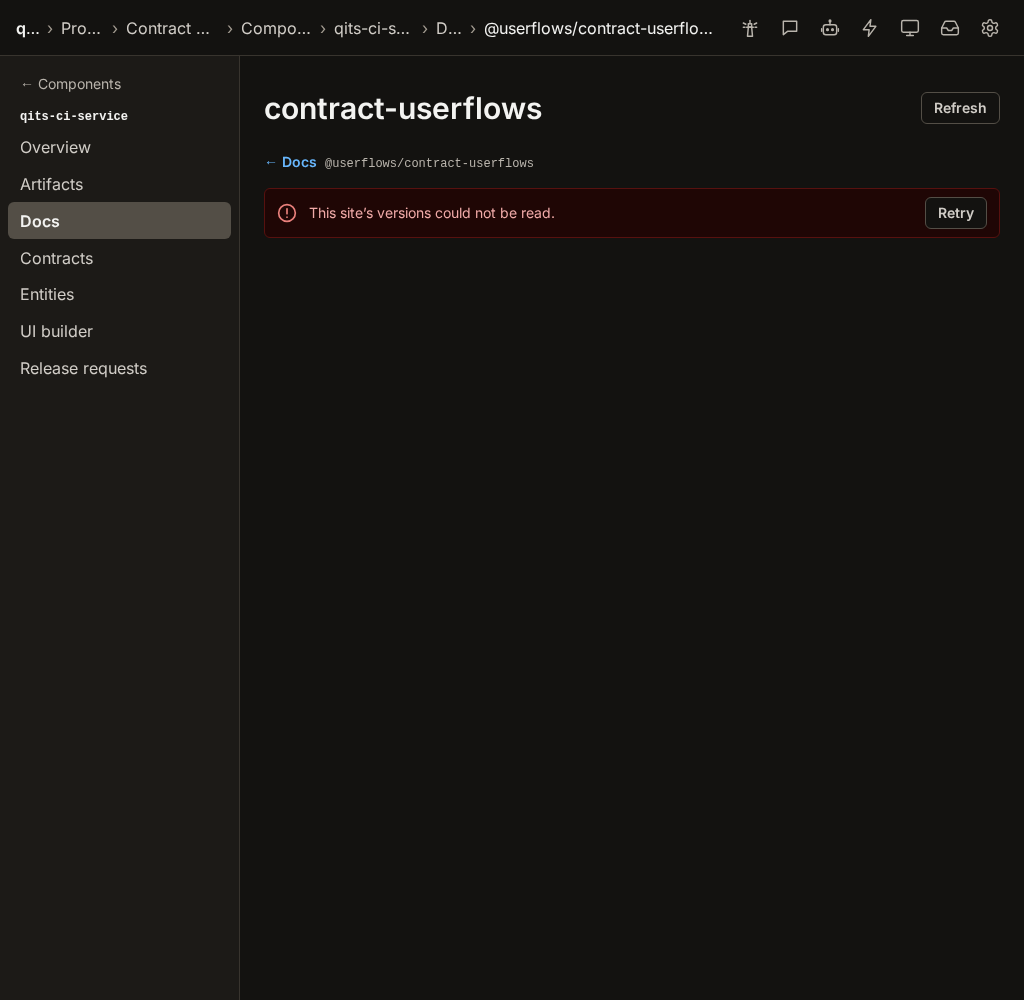 q... › Pro... › Contract ... › Compo... › qits-ci-s... › D... › @userflows/contract-userflo...
← Components
qits-ci-service
Overview
Artifacts
Docs
Contracts
Entities
UI builder
Release requests
contract-userflows
Refresh
← Docs @userflows/contract-userflows
This site’s versions could not be read.
Retry